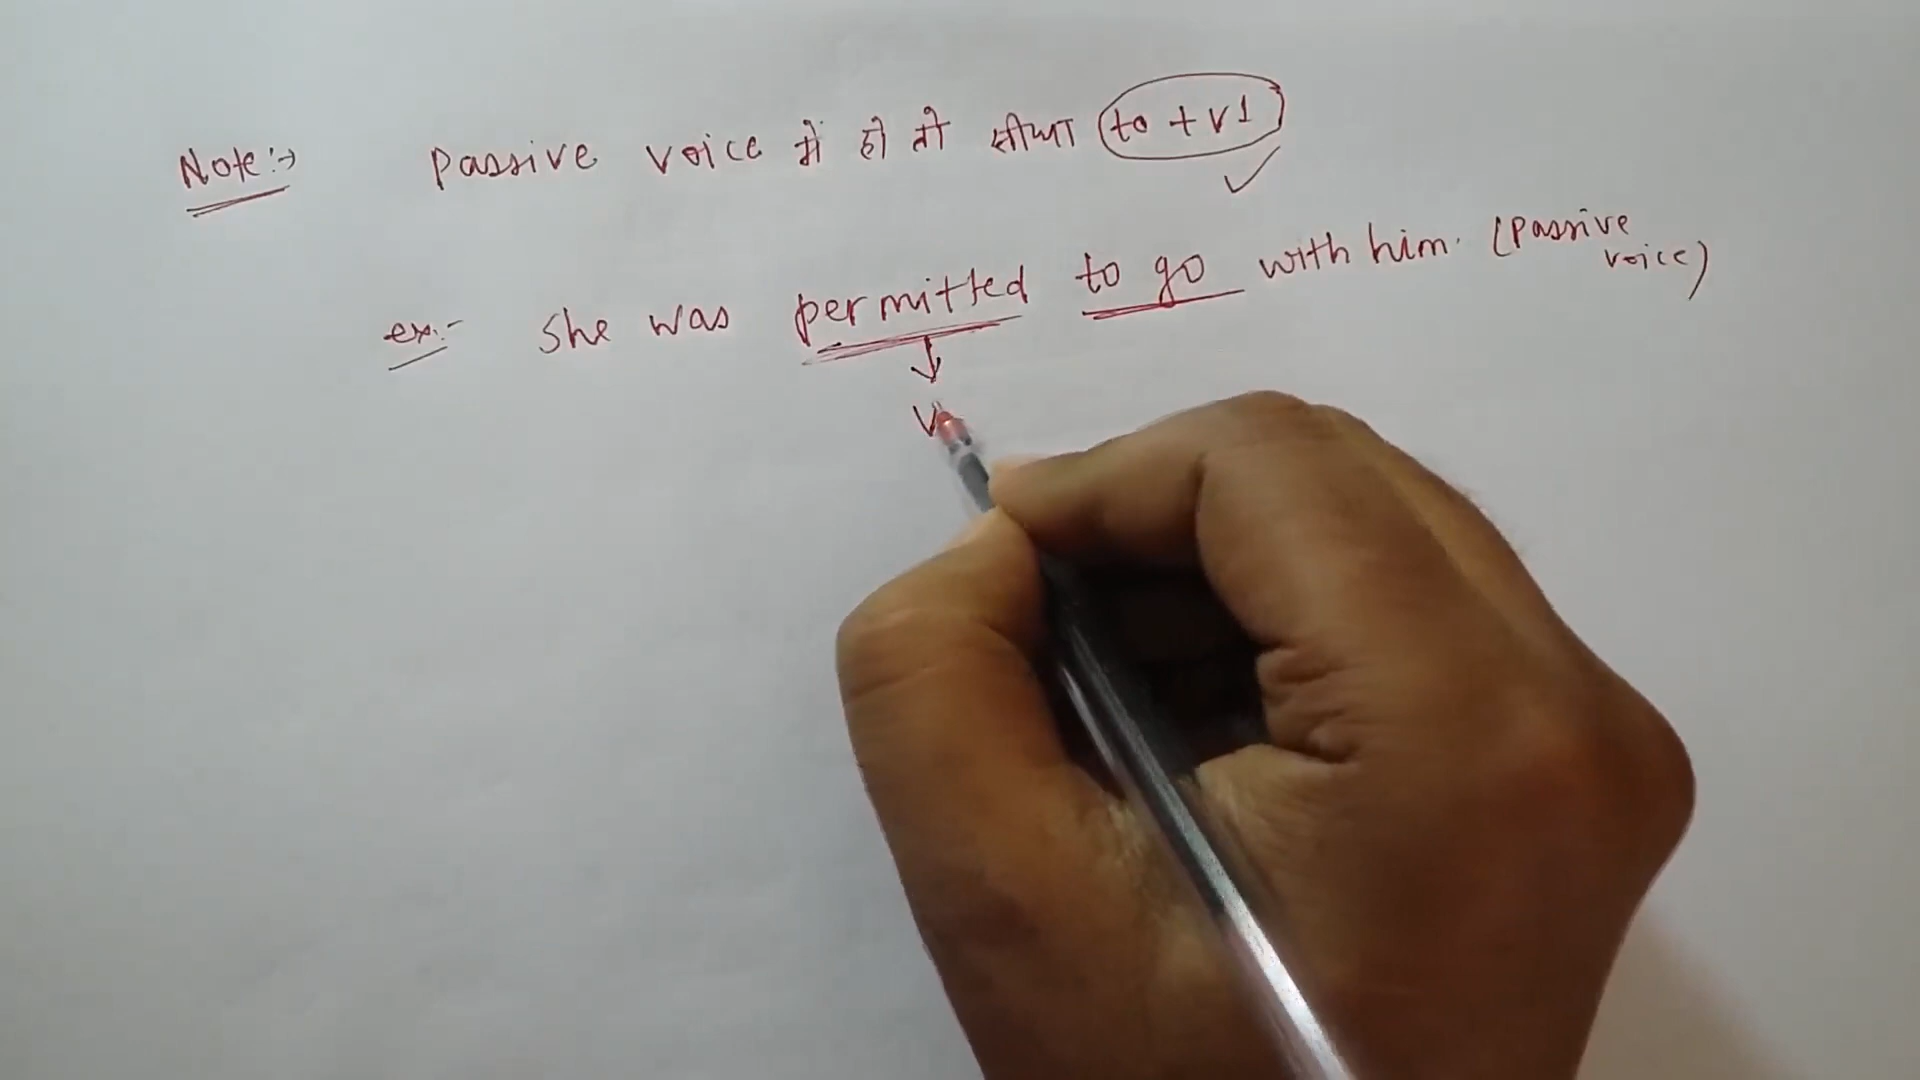 Note:→ Passive voice में हो तो सीधा to + v1 ✓
ex:- She was permitted to go with him. (Passive voice)
↓
V